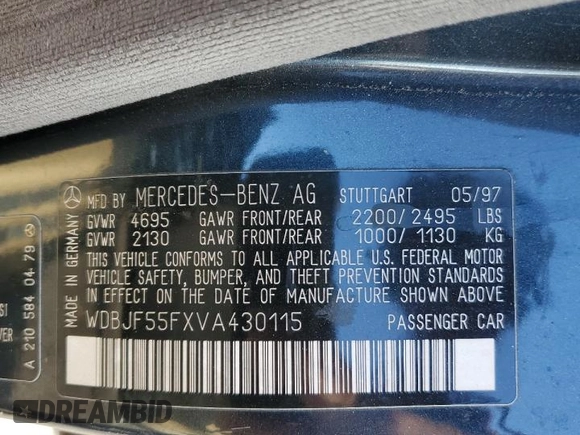 MFD BY MERCEDES-BENZ AG STUTTGART 05/97
GVWR 4695 GAWR FRONT/REAR 2200/2495 LBS
GVWR 2130 GAWR FRONT/REAR 1000/1130 KG
THIS VEHICLE CONFORMS TO ALL APPLICABLE U.S. FEDERAL MOTOR
VEHICLE SAFETY, BUMPER, AND THEFT PREVENTION STANDARDS
IN EFFECT ON THE DATE OF MANUFACTURE SHOWN ABOVE
WDBJF55FXVA430115 PASSENGER CAR
MADE IN GERMANY
A 210 584 04 79
DREAMBID